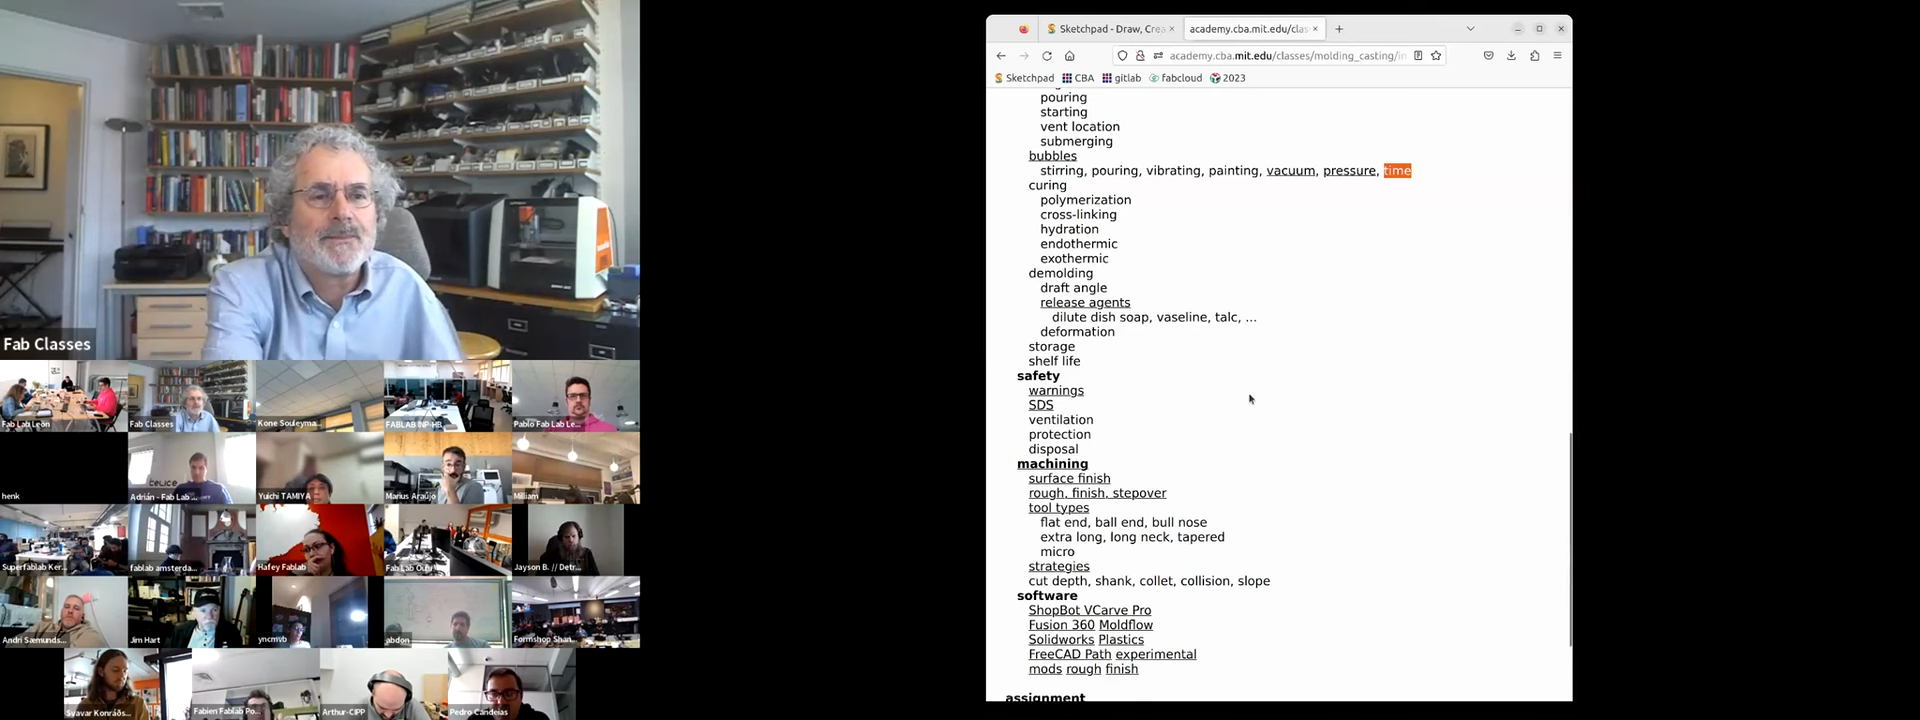 Fab Classes
Fab Lab León
Fab Classes
Kone Souleyma...
FABLAB INP-HB
Pablo Fab Lab Le...
henk
Adrián - Fab Lab ...
Yuichi TAMIYA
Marius Araújo
Miliam
Superfablab Ker...
fablab amsterda...
Hafey Fablab
Fab Lab
Jayson B. // Detr...
Andri Sæmunds...
Jim Hart
yncmvb
abdon
Formshop Shan...
Svavar Konráðs...
Fabien Fablab Po...
Arthur-CIPP
Pedro Candeias
Sketchpad - Draw, Crea
academy.cba.mit.edu/clas
academy.cba.mit.edu/classes/molding_casting/in
Sketchpad CBA gitlab fabcloud 2023
pouring
starting
vent location
submerging
bubbles
stirring, pouring, vibrating, painting, vacuum, pressure, time
curing
polymerization
cross-linking
hydration
endothermic
exothermic
demolding
draft angle
release agents
dilute dish soap, vaseline, talc, ...
deformation
storage
shelf life
safety
warnings
SDS
ventilation
protection
disposal
machining
surface finish
rough, finish, stepover
tool types
flat end, ball end, bull nose
extra long, long neck, tapered
micro
strategies
cut depth, shank, collet, collision, slope
software
ShopBot VCarve Pro
Fusion 360 Moldflow
Solidworks Plastics
FreeCAD Path experimental
mods rough finish
assignment